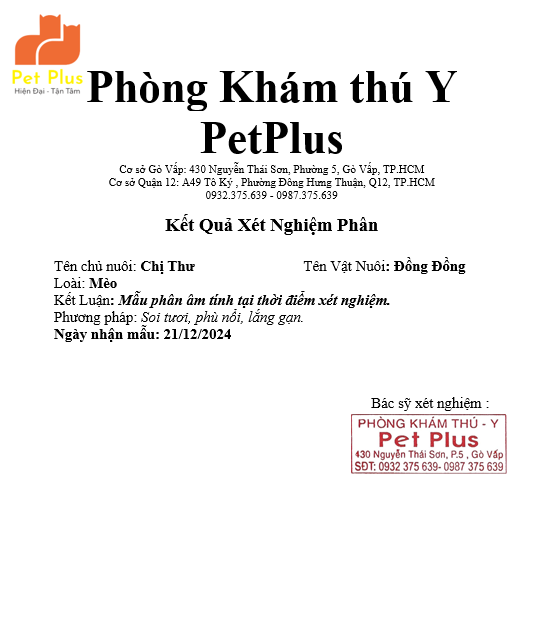 Pet Plus
Hiện Đại - Tận Tâm
Phòng Khám thú Y
PetPlus
Cơ sở Gò Vấp: 430 Nguyễn Thái Sơn, Phường 5, Gò Vấp, TP.HCM
Cơ sở Quận 12: A49 Tô Ký , Phường Đông Hưng Thuận, Q12, TP.HCM
0932.375.639 - 0987.375.639
Kết Quả Xét Nghiệm Phân
Tên chủ nuôi: Chị Thư Tên Vật Nuôi: Đồng Đồng
Loài: Mèo
Kết Luận: Mẫu phân âm tính tại thời điểm xét nghiệm.
Phương pháp: Soi tươi, phù nổi, lắng gạn.
Ngày nhận mẫu: 21/12/2024
Bác sỹ xét nghiệm :
PHÒNG KHÁM THÚ - Y
Pet Plus
430 Nguyễn Thái Sơn, P.5 , Gò Vấp
SĐT: 0932 375 639- 0987 375 639